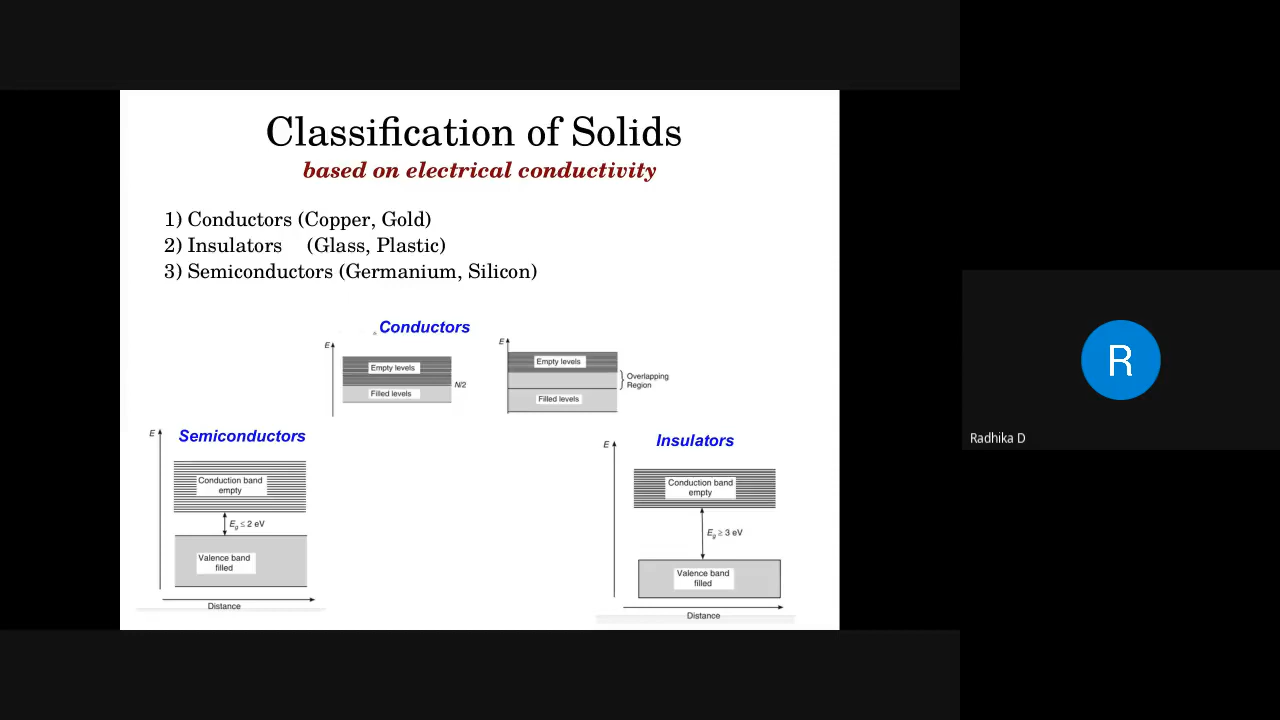 Classification of Solids
based on electrical conductivity
1) Conductors (Copper, Gold)
2) Insulators (Glass, Plastic)
3) Semiconductors (Germanium, Silicon)
Conductors
E
Empty levels
Filled levels
N/2
E
Empty levels
Overlapping
Region
Filled levels
Semiconductors
E
Conduction band
empty
Eg ≤ 2 eV
Valence band
filled
Distance
Insulators
E
Conduction band
empty
Eg ≥ 3 eV
Valence band
filled
Distance
R
Radhika D